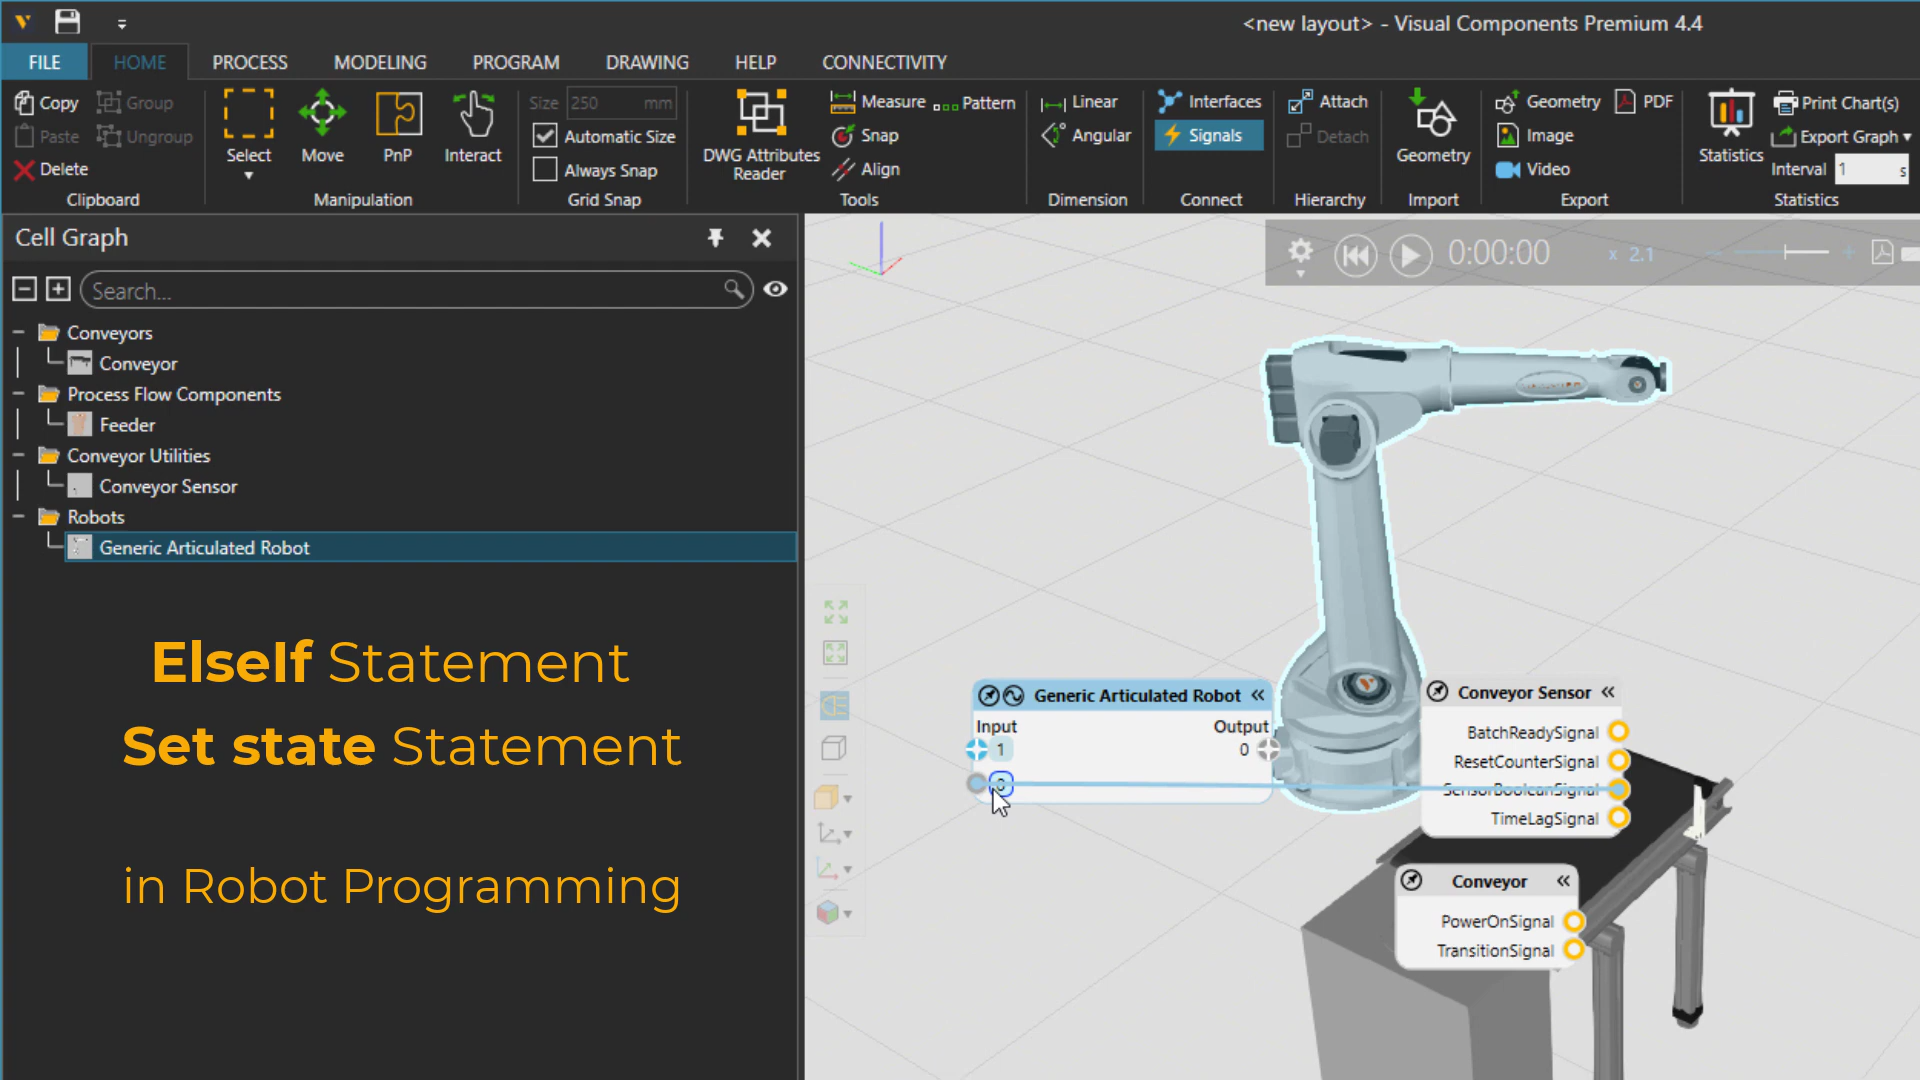 <new layout> - Visual Components Premium 4.4
FILE HOME PROCESS MODELING PROGRAM DRAWING HELP CONNECTIVITY
Copy
Paste
Delete
Group
Ungroup
Clipboard
Select
Move
PnP
Interact
Manipulation
Size 250 mm
Automatic Size
Always Snap
Grid Snap
DWG Attributes
Reader
Measure
Snap
Align
Pattern
Tools
Linear
Angular
Dimension
Interfaces
Signals
Connect
Attach
Detach
Hierarchy
Geometry
Import
Geometry
Image
Video
PDF
Export
Statistics
Print Chart(s)
Export Graph
Interval 1 s
Statistics
Cell Graph
Search...
Conveyors
Conveyor
Process Flow Components
Feeder
Conveyor Utilities
Conveyor Sensor
Robots
Generic Articulated Robot
ElseIf Statement
Set state Statement
in Robot Programming
0:00:00
x 2.1
Generic Articulated Robot
Input Output
1 0
Conveyor Sensor
BatchReadySignal
ResetCounterSignal
SensorBooleanSignal
TimeLagSignal
Conveyor
PowerOnSignal
TransitionSignal